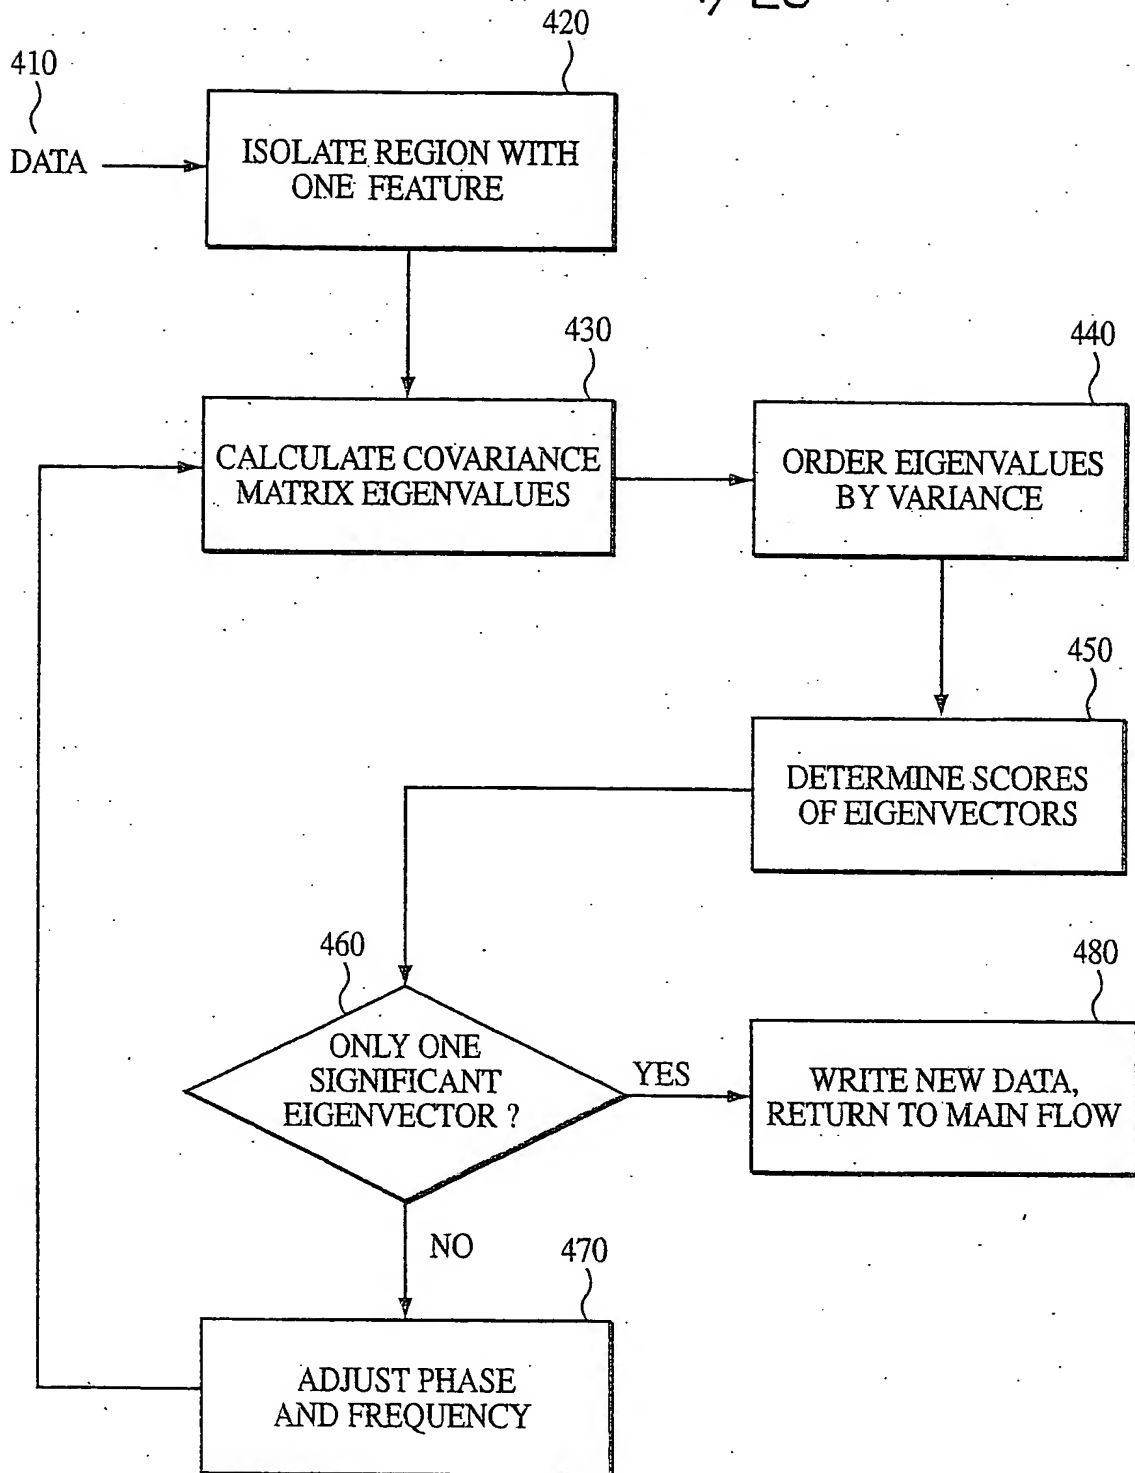 420
410
DATA
ISOLATE REGION WITH
ONE FEATURE
430
440
CALCULATE COVARIANCE
MATRIX EIGENVALUES
ORDER EIGENVALUES
BY VARIANCE
450
DETERMINE SCORES
OF EIGENVECTORS
460
480
ONLY ONE
SIGNIFICANT
EIGENVECTOR ?
YES
WRITE NEW DATA,
RETURN TO MAIN FLOW
NO
470
ADJUST PHASE
AND FREQUENCY